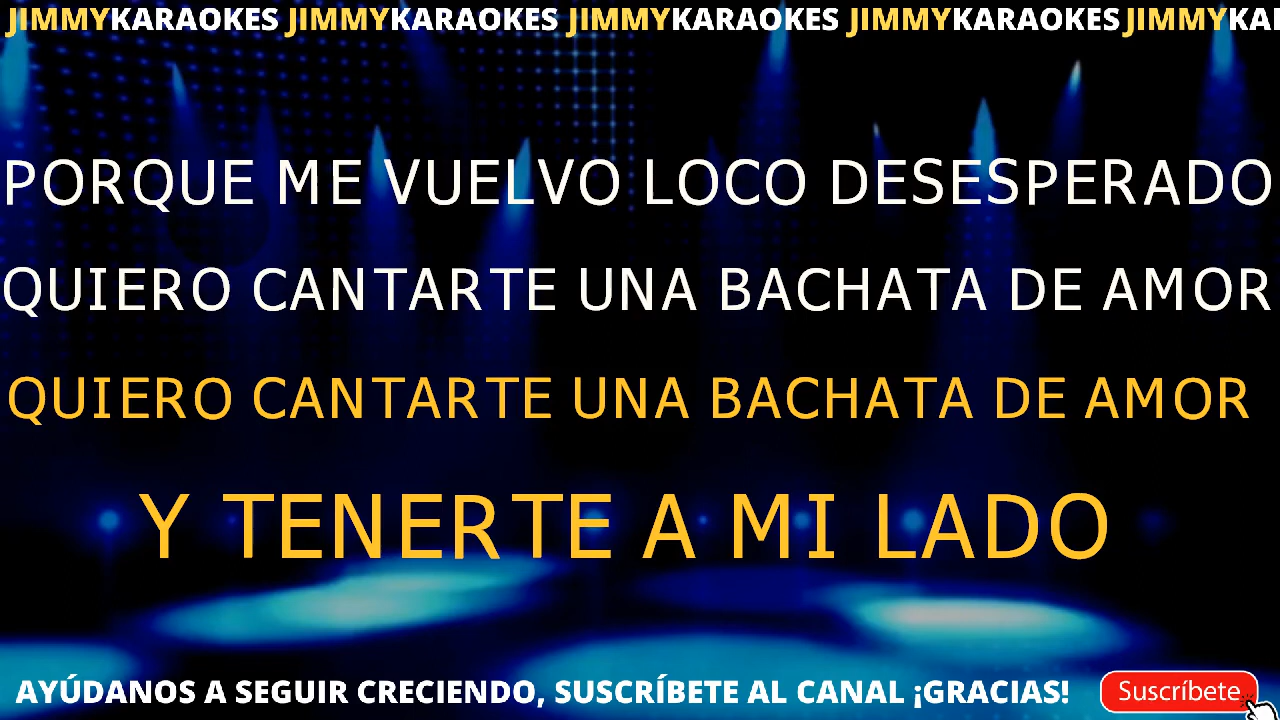 JIMMYKARAOKES JIMMYKARAOKES JIMMYKARAOKES JIMMYKARAOKES JIMMYKA
PORQUE ME VUELVO LOCO DESESPERADO
QUIERO CANTARTE UNA BACHATA DE AMOR
QUIERO CANTARTE UNA BACHATA DE AMOR
Y TENERTE A MI LADO
AYÚDANOS A SEGUIR CRECIENDO, SUSCRÍBETE AL CANAL ¡GRACIAS!
Suscríbete